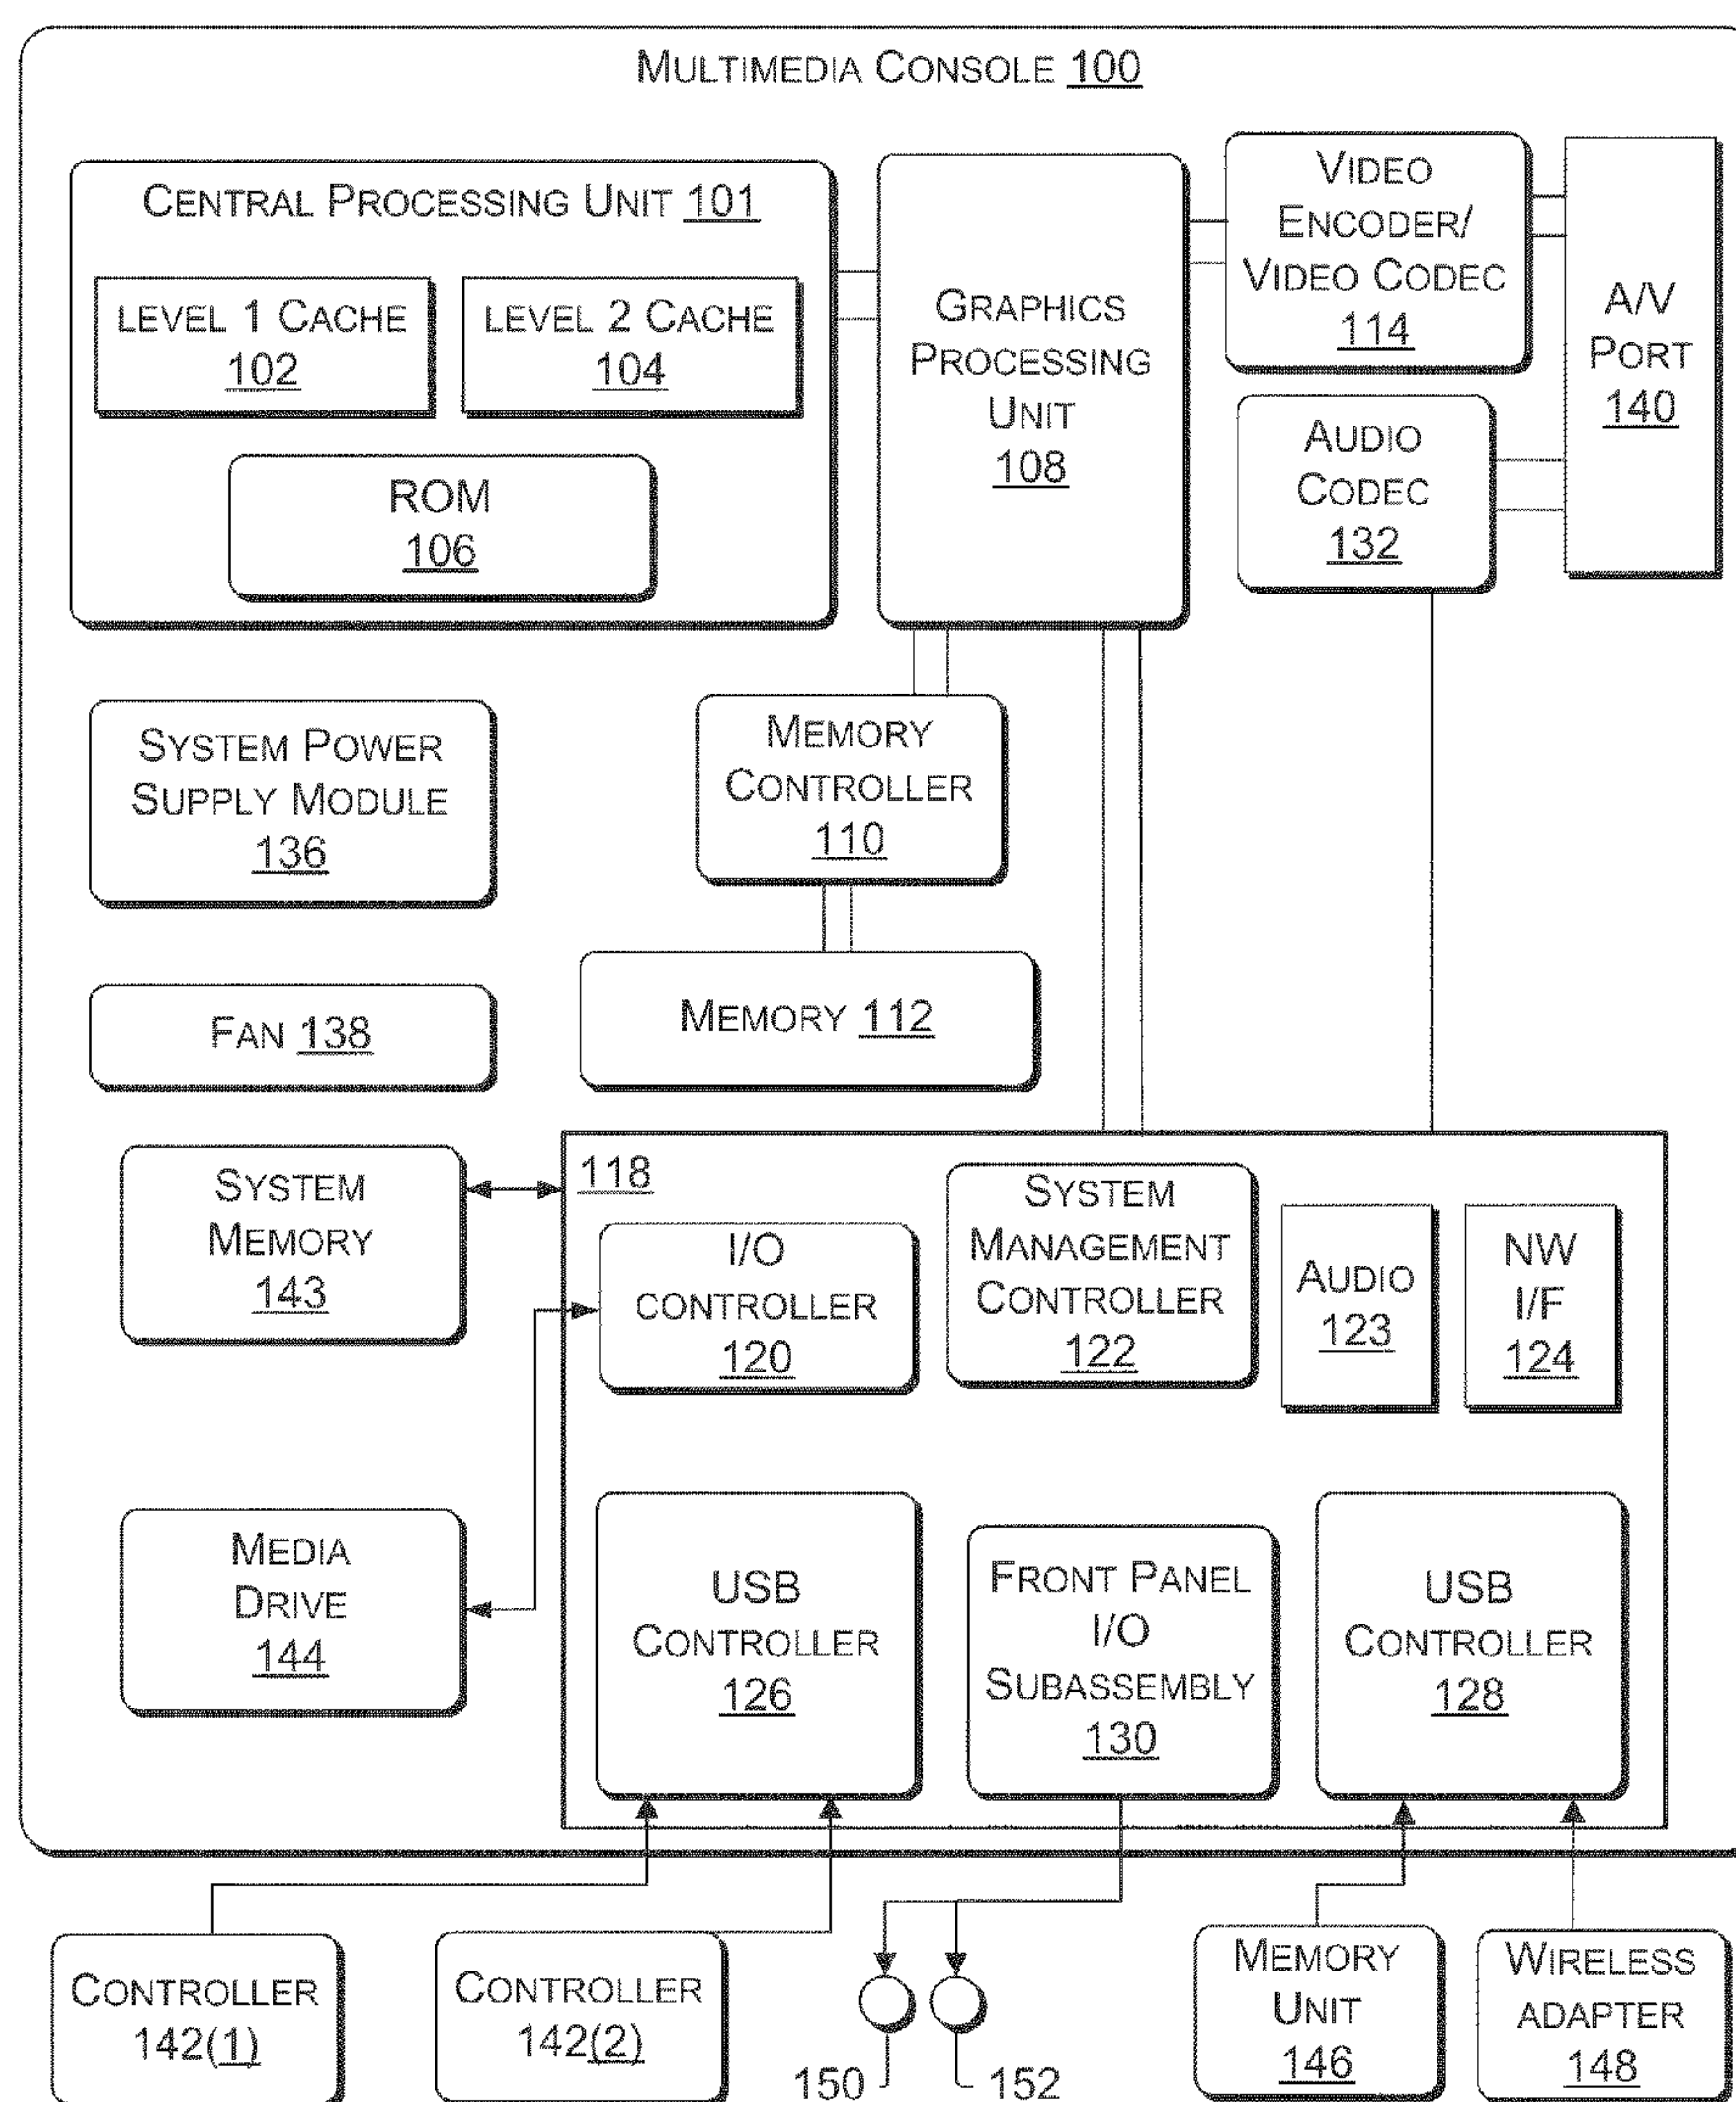 MULTIMEDIA CONSOLE 100
CENTRAL PROCESSING UNIT 101
LEVEL 1 CACHE
102
LEVEL 2 CACHE
104
ROM
106
GRAPHICS
PROCESSING
UNIT
108
VIDEO
ENCODER/
VIDEO CODEC
114
A/V
PORT
140
AUDIO
CODEC
132
SYSTEM POWER
SUPPLY MODULE
136
MEMORY
CONTROLLER
110
FAN 138
MEMORY 112
SYSTEM
MEMORY
143
118
I/O
CONTROLLER
120
SYSTEM
MANAGEMENT
CONTROLLER
122
AUDIO
123
NW
I/F
124
MEDIA
DRIVE
144
USB
CONTROLLER
126
FRONT PANEL
I/O
SUBASSEMBLY
130
USB
CONTROLLER
128
CONTROLLER
142(1)
CONTROLLER
142(2)
150
152
MEMORY
UNIT
146
WIRELESS
ADAPTER
148